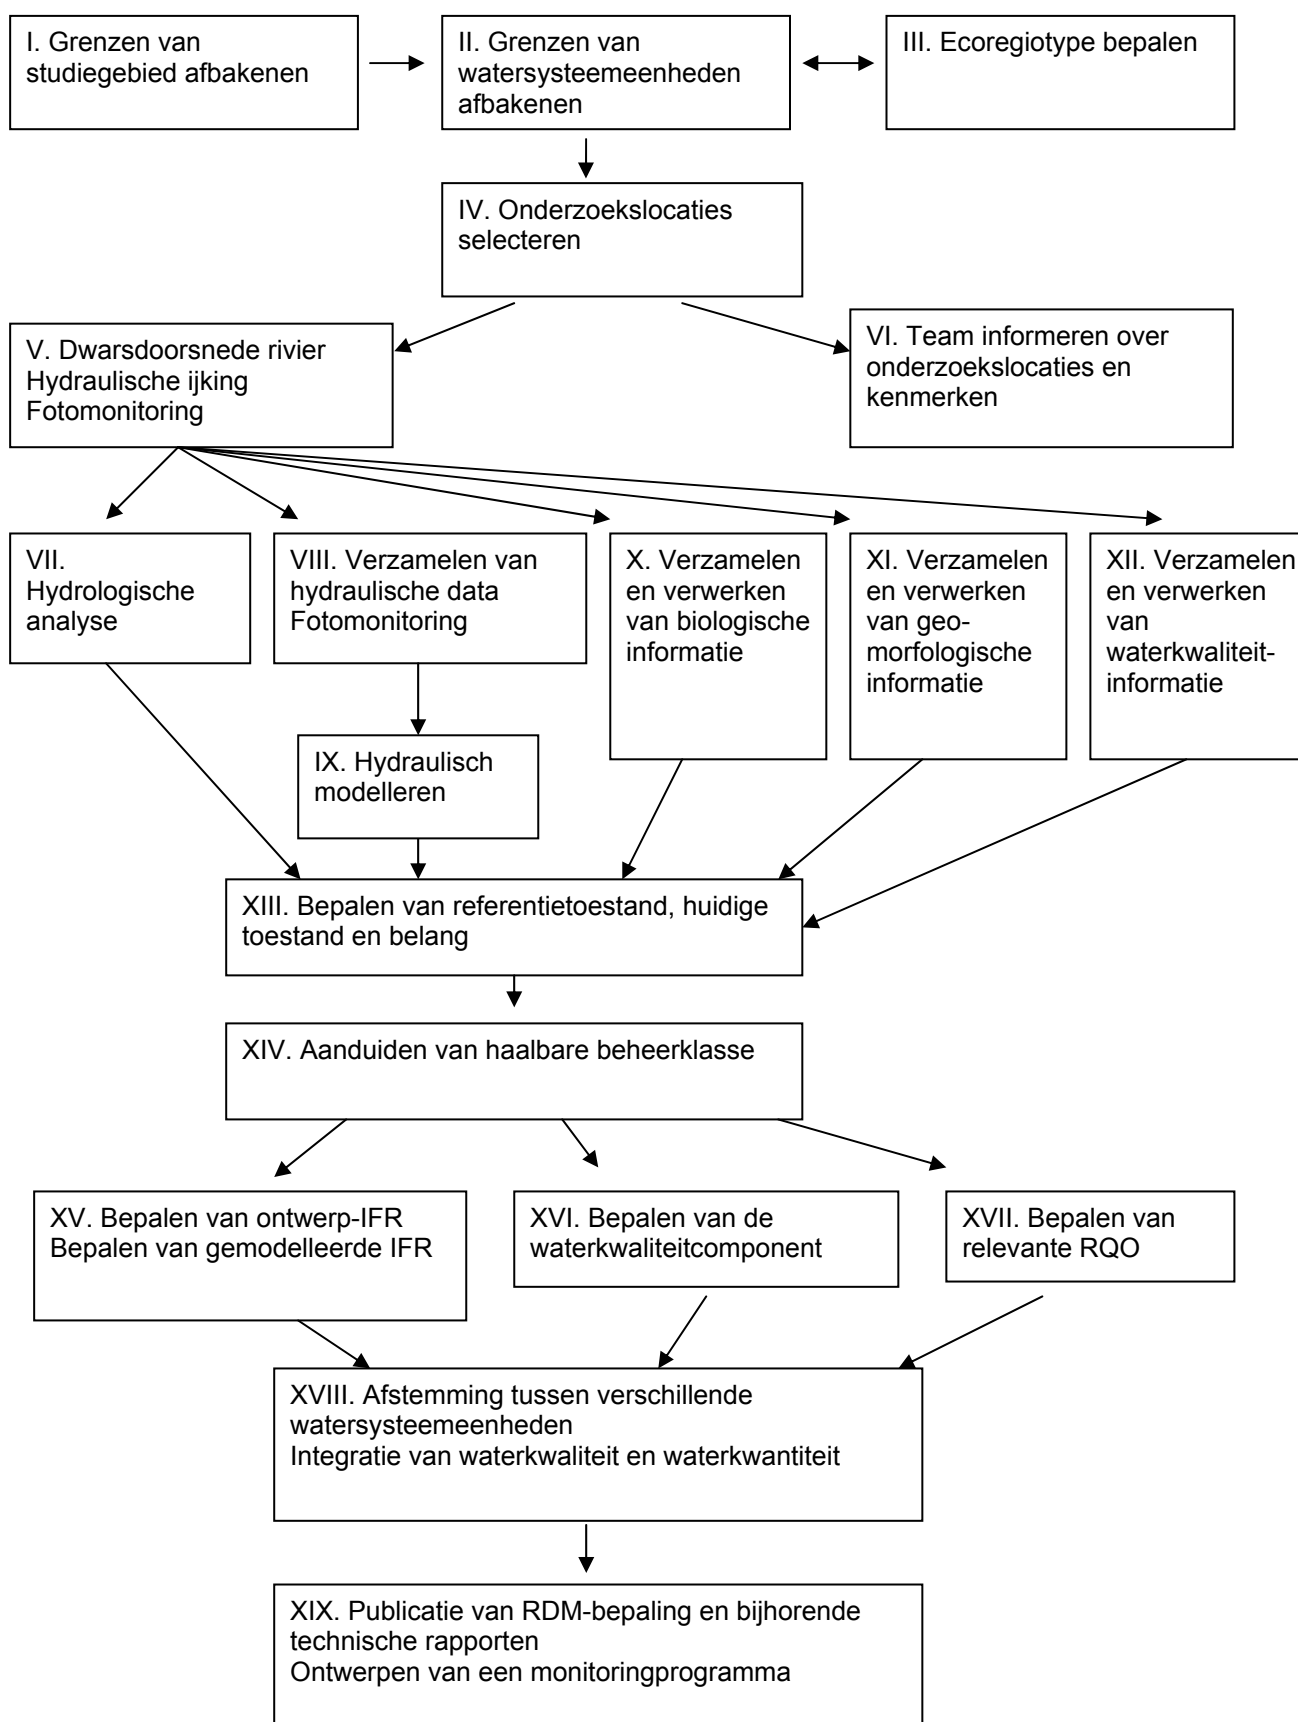 I. Grenzen van
studiegebied afbakenen
II. Grenzen van
watersysteemeenheden
afbakenen
III. Ecoregiotype bepalen
IV. Onderzoekslocaties
selecteren
V. Dwarsdoorsnede rivier
Hydraulische ijking
Fotomonitoring
VI. Team informeren over
onderzoekslocaties en
kenmerken
VII.
Hydrologische
analyse
VIII. Verzamelen van
hydraulische data
Fotomonitoring
X. Verzamelen
en verwerken
van biologische
informatie
XI. Verzamelen
en verwerken
van geo-
morfologische
informatie
XII. Verzamelen
en verwerken
van
waterkwaliteit-
informatie
IX. Hydraulisch
modelleren
XIII. Bepalen van referentietoestand, huidige
toestand en belang
XIV. Aanduiden van haalbare beheerklasse
XV. Bepalen van ontwerp-IFR
Bepalen van gemodelleerde IFR
XVI. Bepalen van de
waterkwaliteitcomponent
XVII. Bepalen van
relevante RQO
XVIII. Afstemming tussen verschillende
watersysteemeenheden
Integratie van waterkwaliteit en waterkwantiteit
XIX. Publicatie van RDM-bepaling en bijhorende
technische rapporten
Ontwerpen van een monitoringprogramma